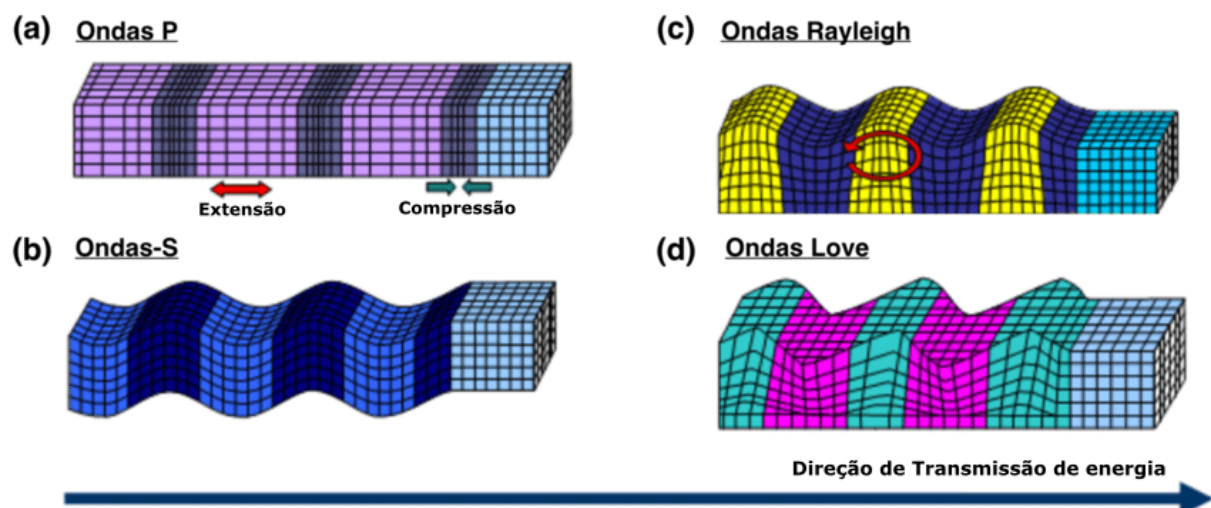 (a) Ondas P
Extensão
Compressão
(b) Ondas-S
(c) Ondas Rayleigh
(d) Ondas Love
Direção de Transmissão de energia